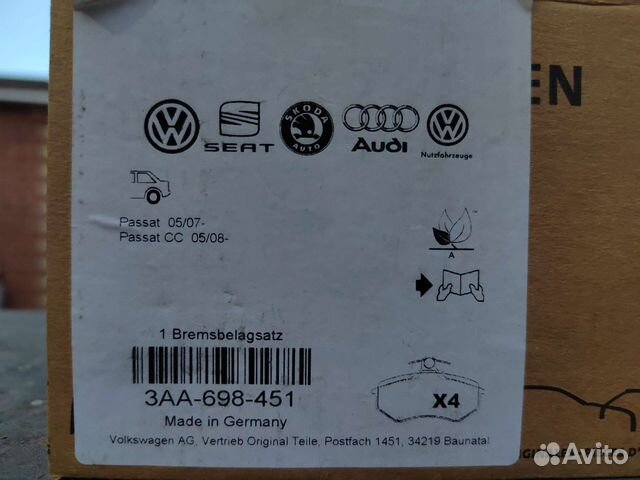 EN
SEAT
SKODA
AUTO
Audi
Nutzfahrzeuge
Passat 05/07-
Passat CC 05/08-
A
1 Bremsbelagsatz
3AA-698-451
X4
Made in Germany
Volkswagen AG, Vertrieb Original Teile, Postfach 1451, 34219 Baunatal
Avito